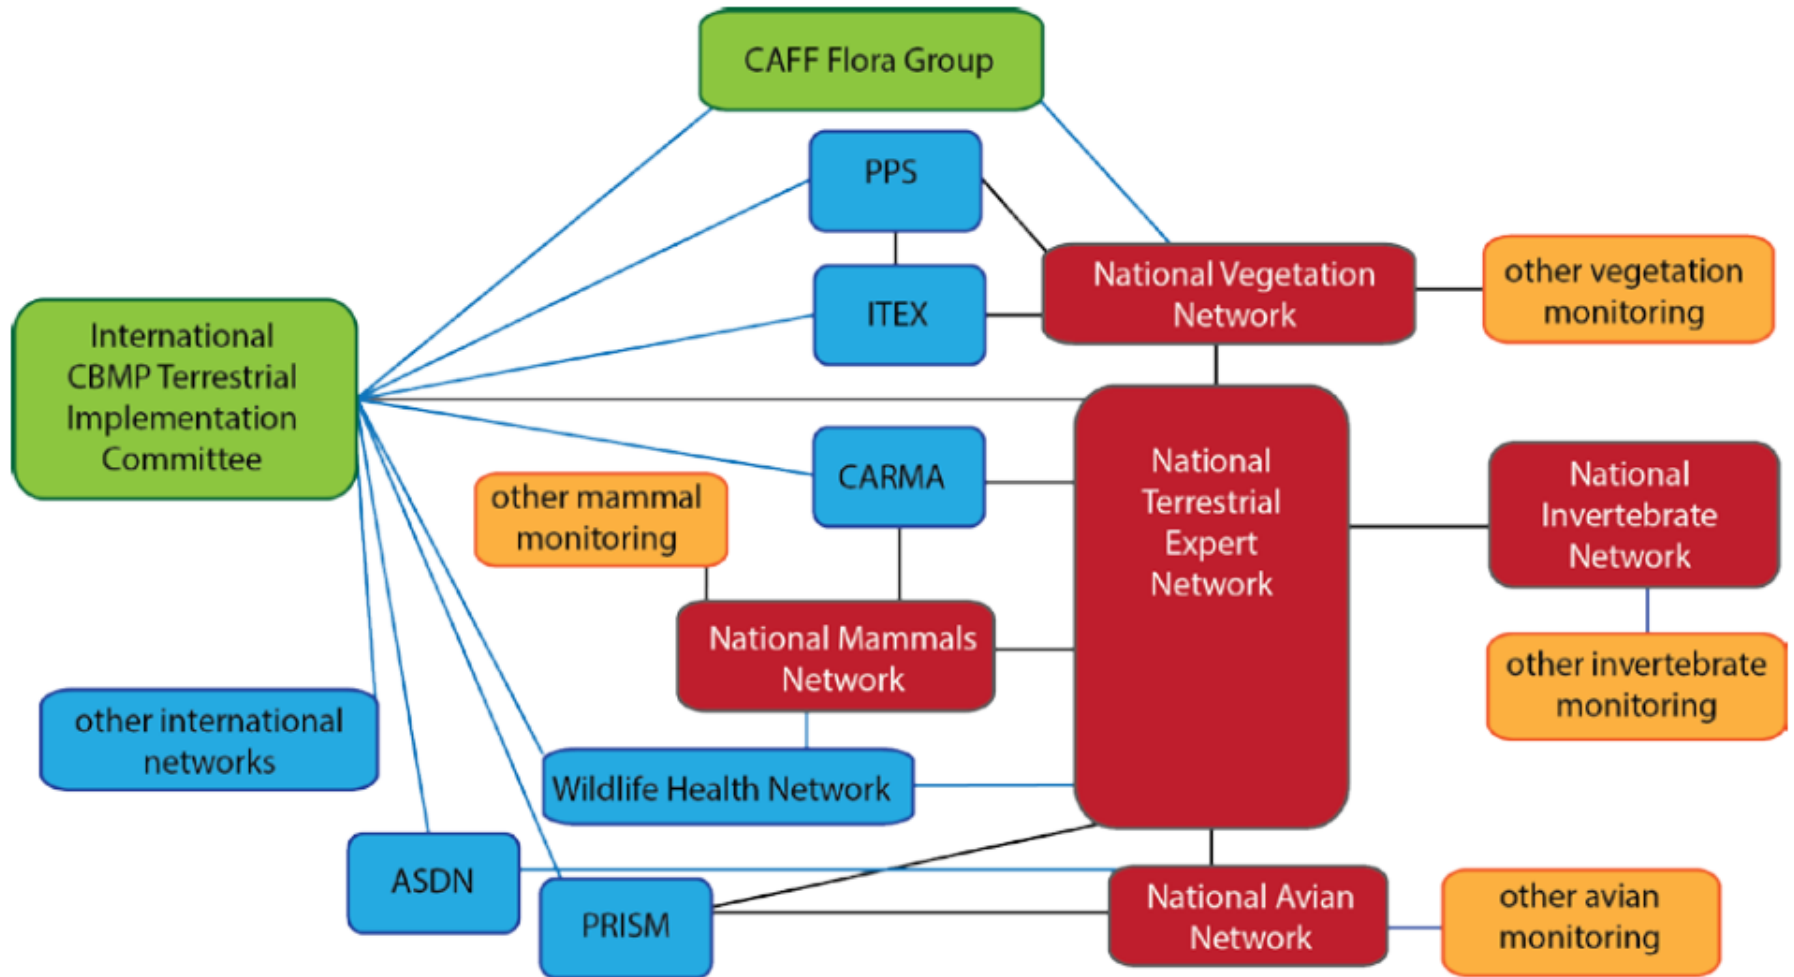 CAFF Flora Group
PPS
ITEX
National Vegetation
Network
other vegetation
monitoring
International
CBMP Terrestrial
Implementation
Committee
CARMA
other mammal
monitoring
National
Terrestrial
Expert
Network
National
Invertebrate
Network
National Mammals
Network
other invertebrate
monitoring
other international
networks
Wildlife Health Network
ASDN
PRISM
National Avian
Network
other avian
monitoring